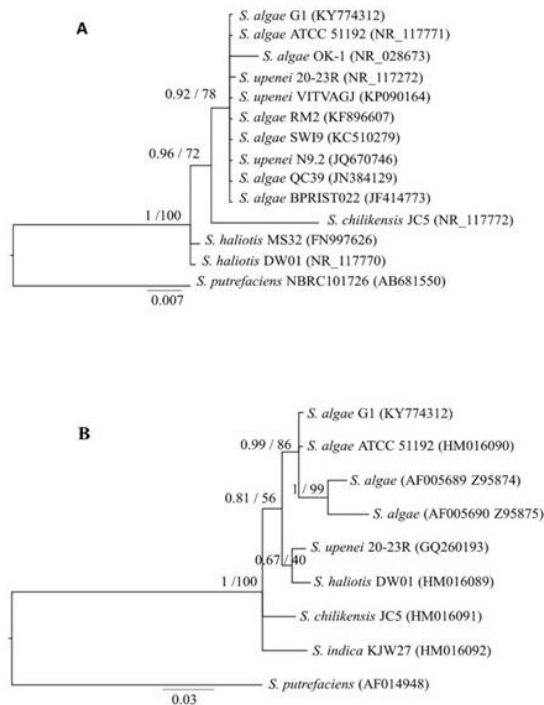 A
S. algae G1 (KY774312)
S. algae ATCC 51192 (NR_117771)
S. algae OK-1 (NR_028673)
S. upenei 20-23R (NR_117272)
0.92 / 78
S. upenei VITVAGJ (KP090164)
S. algae RM2 (KF896607)
S. algae SWI9 (KC510279)
0.96 / 72
S. upenei N9.2 (JQ670746)
S. algae QC39 (JN384129)
S. algae BPRIST022 (JF414773)
1 /100
S. chilikensis JC5 (NR_117772)
S. haliotis MS32 (FN997626)
S. haliotis DW01 (NR_117770)
S. putrefaciens NBRC101726 (AB681550)
0.007
B
S. algae G1 (KY774312)
0.99 / 86
S. algae ATCC 51192 (HM016090)
S. algae (AF005689 Z95874)
1 / 99
0.81 / 56
S. algae (AF005690 Z95875)
S. upenei 20-23R (GQ260193)
0.67 / 40
1 /100
S. haliotis DW01 (HM016089)
S. chilikensis JC5 (HM016091)
S. indica KJW27 (HM016092)
S. putrefaciens (AF014948)
0.03